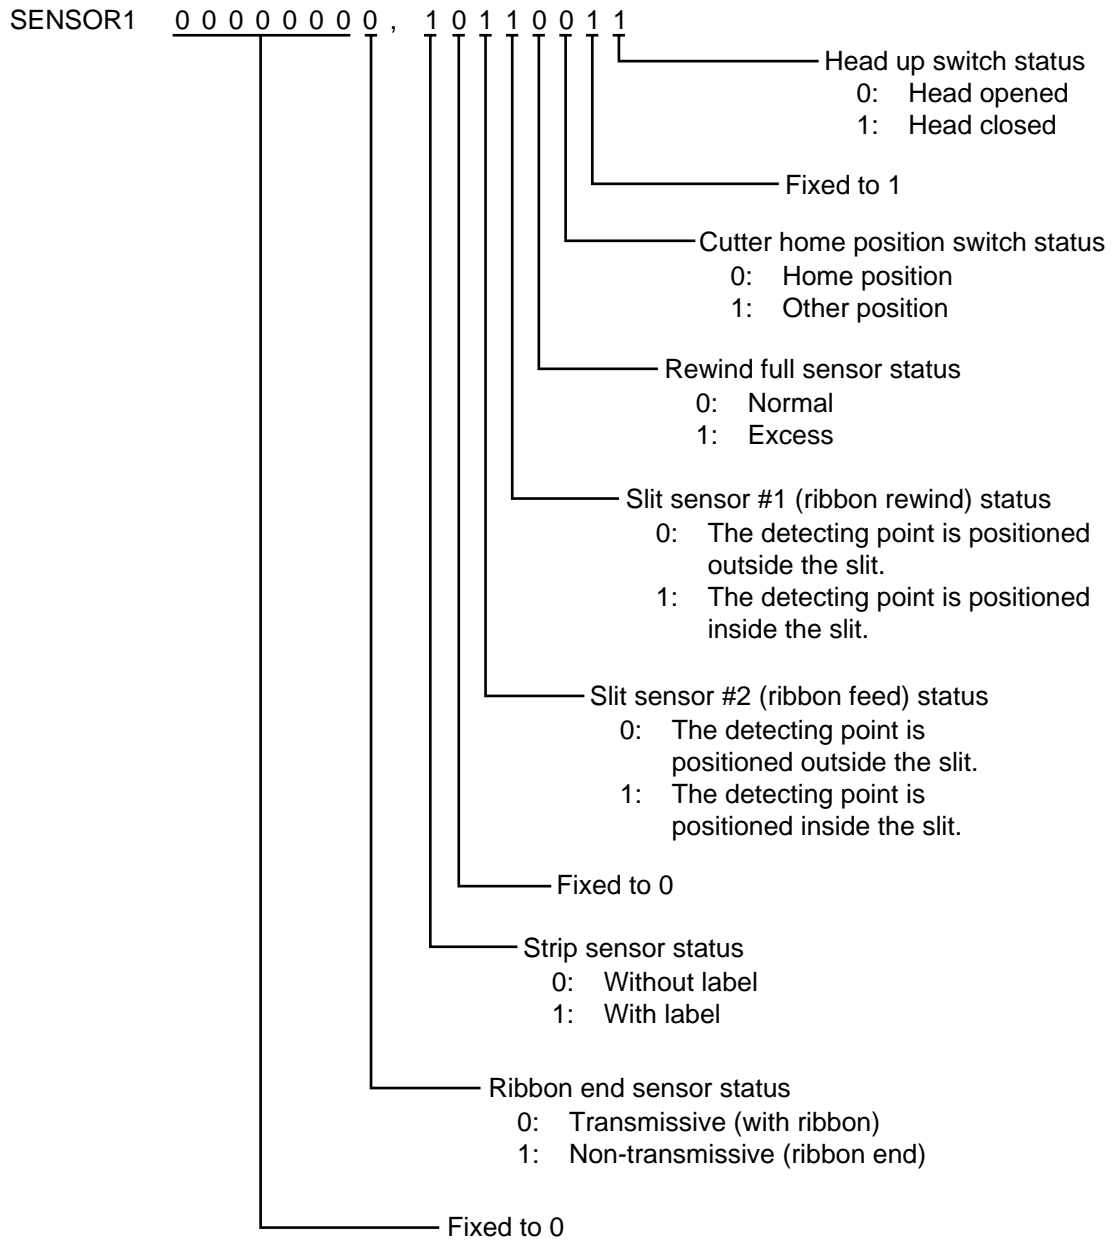 SENSOR1 0 0 0 0 0 0 0 0 , 1 0 1 1 0 0 1 1
Head up switch status
0: Head opened
1: Head closed
Fixed to 1
Cutter home position switch status
0: Home position
1: Other position
Rewind full sensor status
0: Normal
1: Excess
Slit sensor #1 (ribbon rewind) status
0: The detecting point is positioned
outside the slit.
1: The detecting point is positioned
inside the slit.
Slit sensor #2 (ribbon feed) status
0: The detecting point is
positioned outside the slit.
1: The detecting point is
positioned inside the slit.
Fixed to 0
Strip sensor status
0: Without label
1: With label
Ribbon end sensor status
0: Transmissive (with ribbon)
1: Non-transmissive (ribbon end)
Fixed to 0